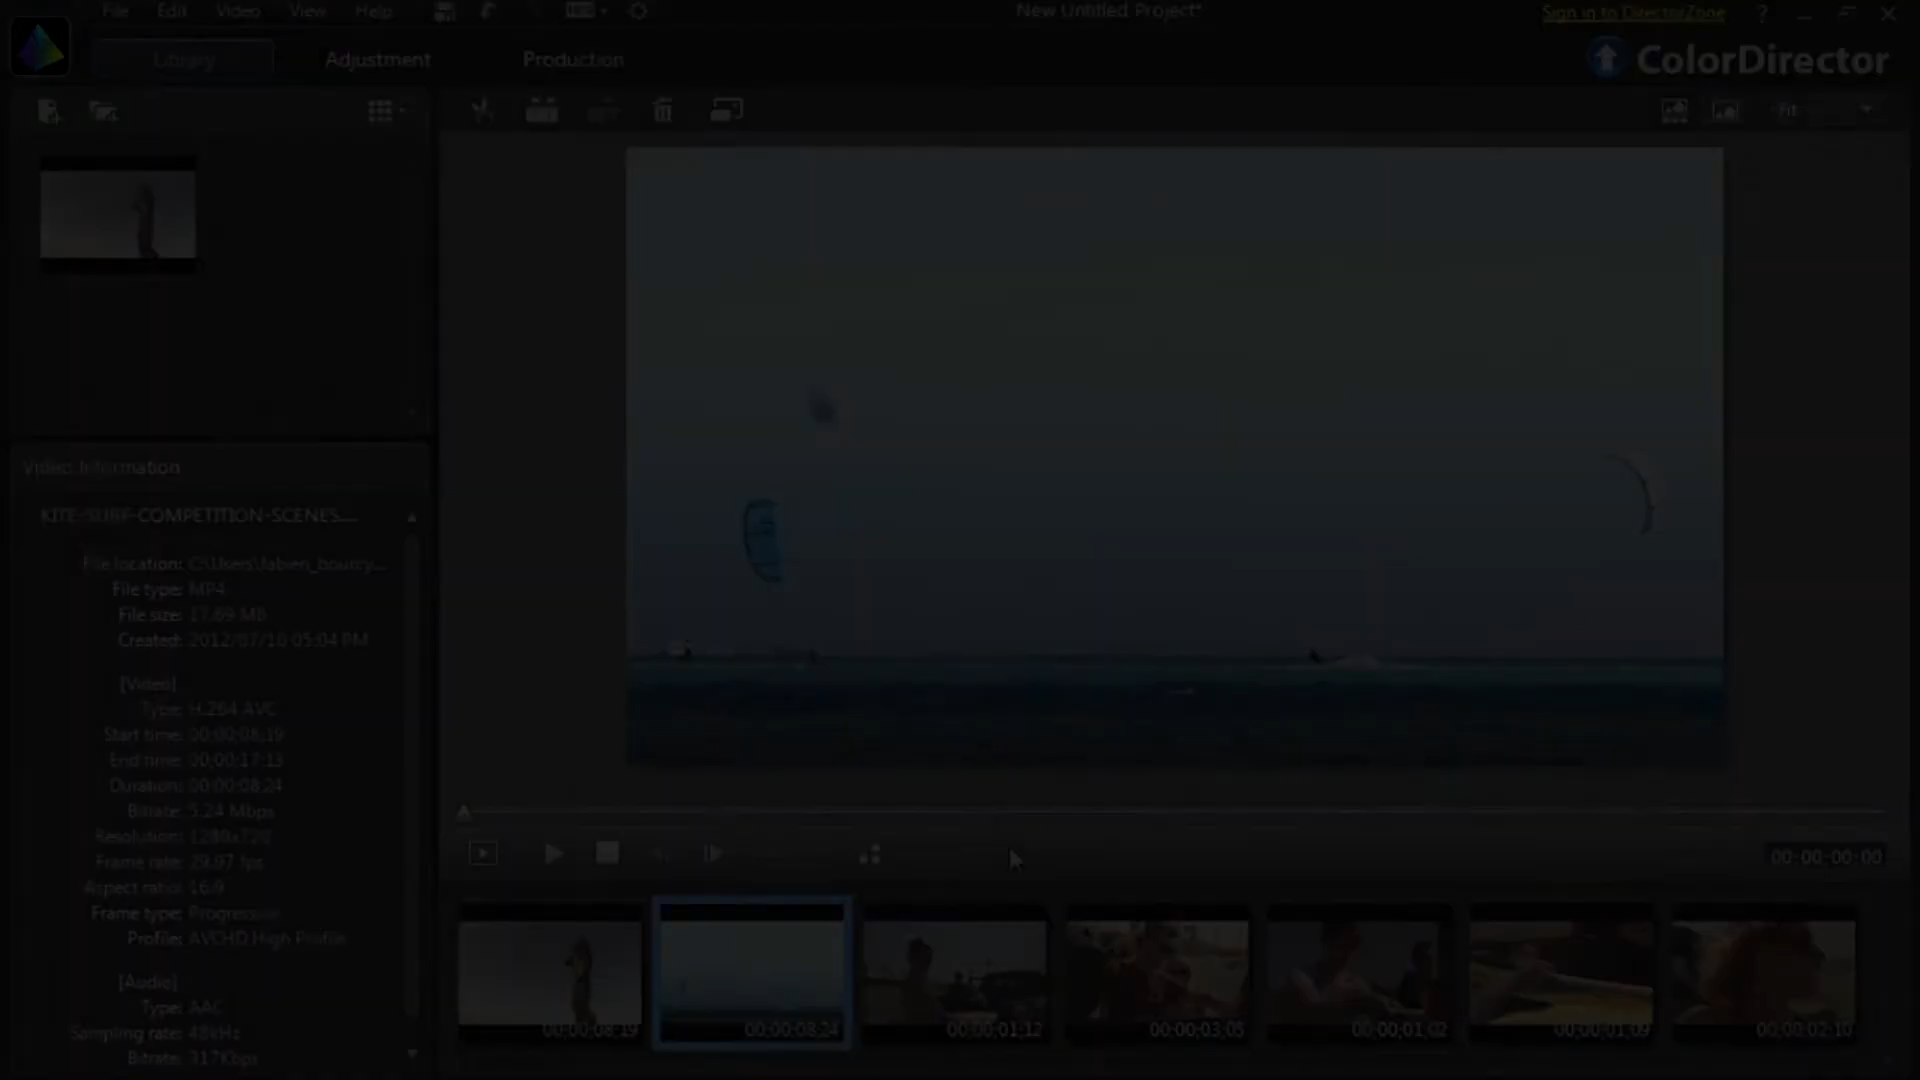 File Edit Video View Help
New Untitled Project*
Sign in to DirectorZone
?
Library Adjustment Production
ColorDirector
Fit
Video Information
KITE-SURF-COMPETITION-SCENES....
File location: C:\Users\fabien_bourcy...
File type: MP4
File size: 17.69 MB
Created: 2012/07/10 05:04 PM
[Video]
Type: H.264 AVC
Start time: 00;00;08;19
End time: 00;00;17;13
Duration: 00;00;08;24
Bitrate: 5.24 Mbps
Resolution: 1280x720
Frame rate: 29.97 fps
Aspect ratio: 16:9
Frame type: Progressive
Profile: AVCHD High Profile
[Audio]
Type: AAC
Sampling rate: 48kHz
Bitrate: 317Kbps
00;00;00;00
00;00;08;19
00;00;08;24
00;00;01;12
00;00;03;05
00;00;01;02
00;00;01;09
00;00;02;10